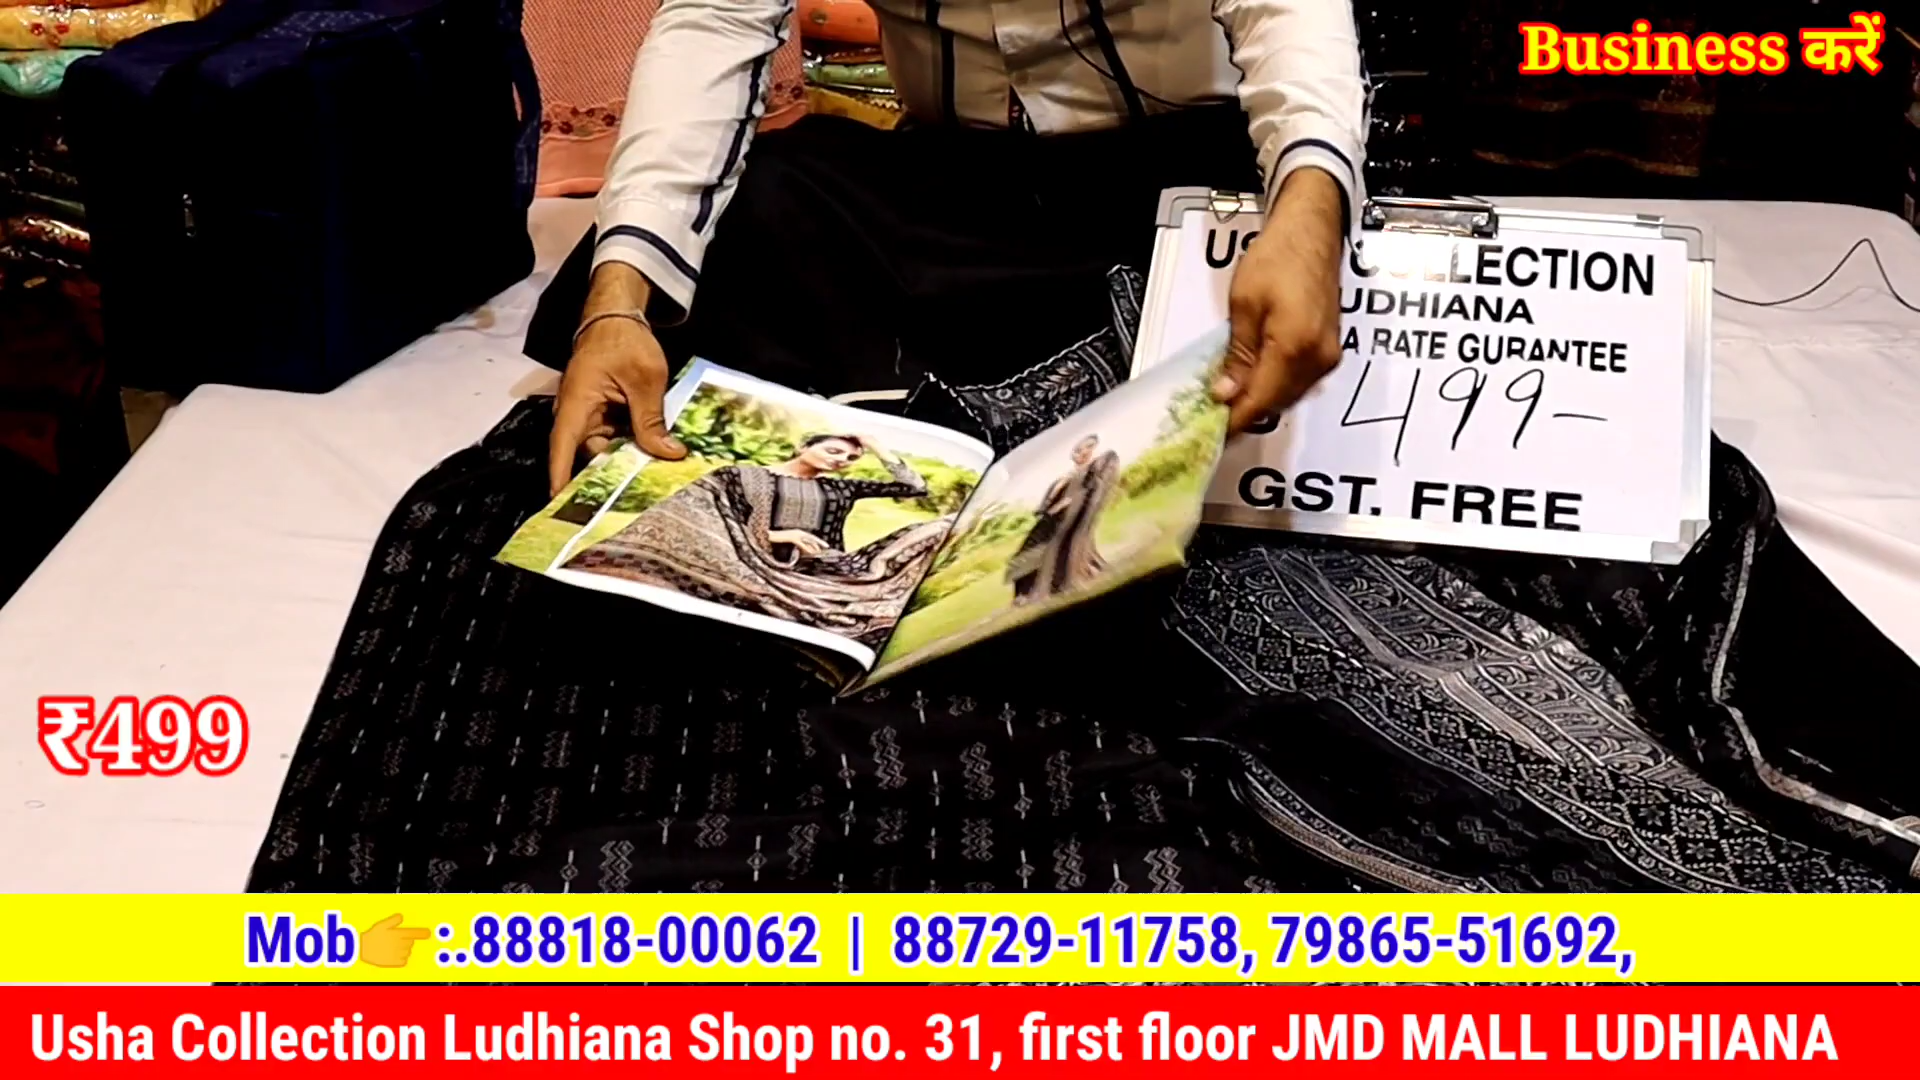 Business करें
COLLECTION
UDHIANA
RATE GURANTEE
499-
GST. FREE
₹499
Mob👉:.88818-00062 | 88729-11758, 79865-51692,
Usha Collection Ludhiana Shop no. 31, first floor JMD MALL LUDHIANA